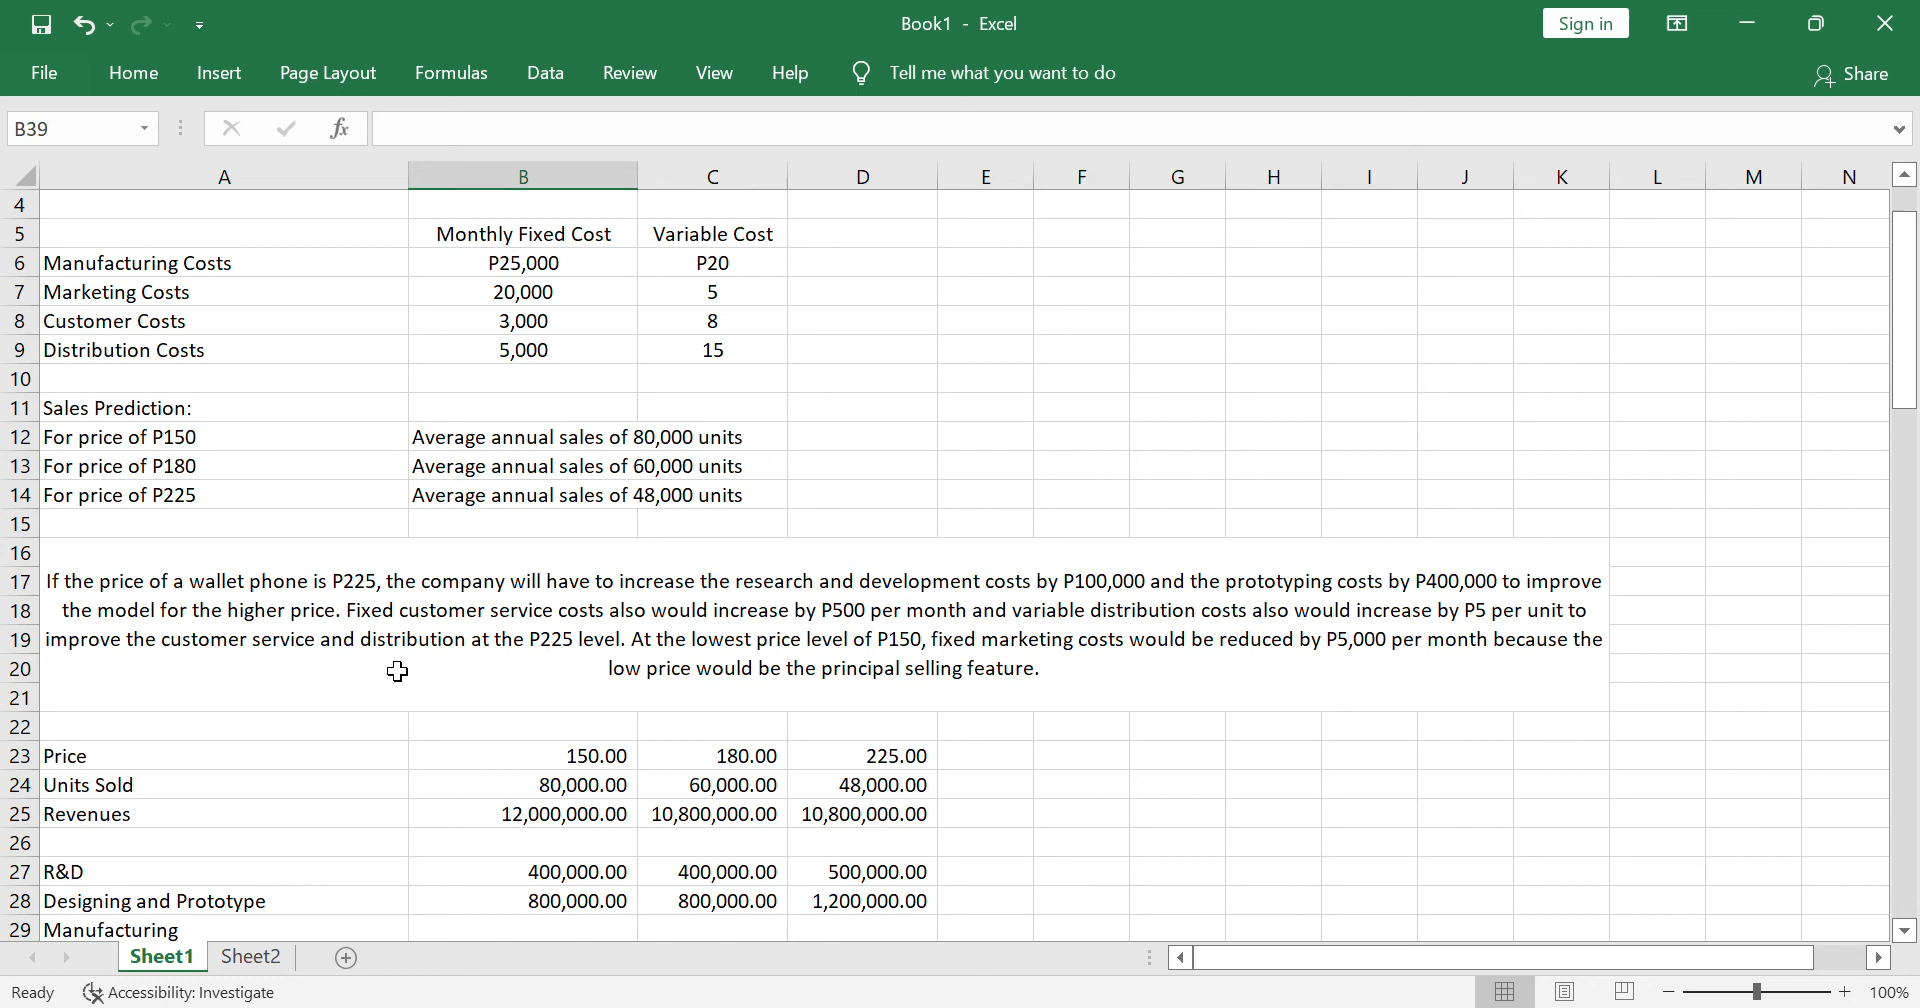 Book1 - Excel
Sign in
File Home Insert Page Layout Formulas Data Review View Help Tell me what you want to do Share
B39 fx
A B C D E F G H I J K L M N
4
5 Monthly Fixed Cost Variable Cost
6 Manufacturing Costs P25,000 P20
7 Marketing Costs 20,000 5
8 Customer Costs 3,000 8
9 Distribution Costs 5,000 15
10
11 Sales Prediction:
12 For price of P150 Average annual sales of 80,000 units
13 For price of P180 Average annual sales of 60,000 units
14 For price of P225 Average annual sales of 48,000 units
15
16
17 If the price of a wallet phone is P225, the company will have to increase the research and development costs by P100,000 and the prototyping costs by P400,000 to improve
18 the model for the higher price. Fixed customer service costs also would increase by P500 per month and variable distribution costs also would increase by P5 per unit to
19 improve the customer service and distribution at the P225 level. At the lowest price level of P150, fixed marketing costs would be reduced by P5,000 per month because the
20 low price would be the principal selling feature.
21
22
23 Price 150.00 180.00 225.00
24 Units Sold 80,000.00 60,000.00 48,000.00
25 Revenues 12,000,000.00 10,800,000.00 10,800,000.00
26
27 R&D 400,000.00 400,000.00 500,000.00
28 Designing and Prototype 800,000.00 800,000.00 1,200,000.00
29 Manufacturing
Sheet1 Sheet2
Ready Accessibility: Investigate 100%